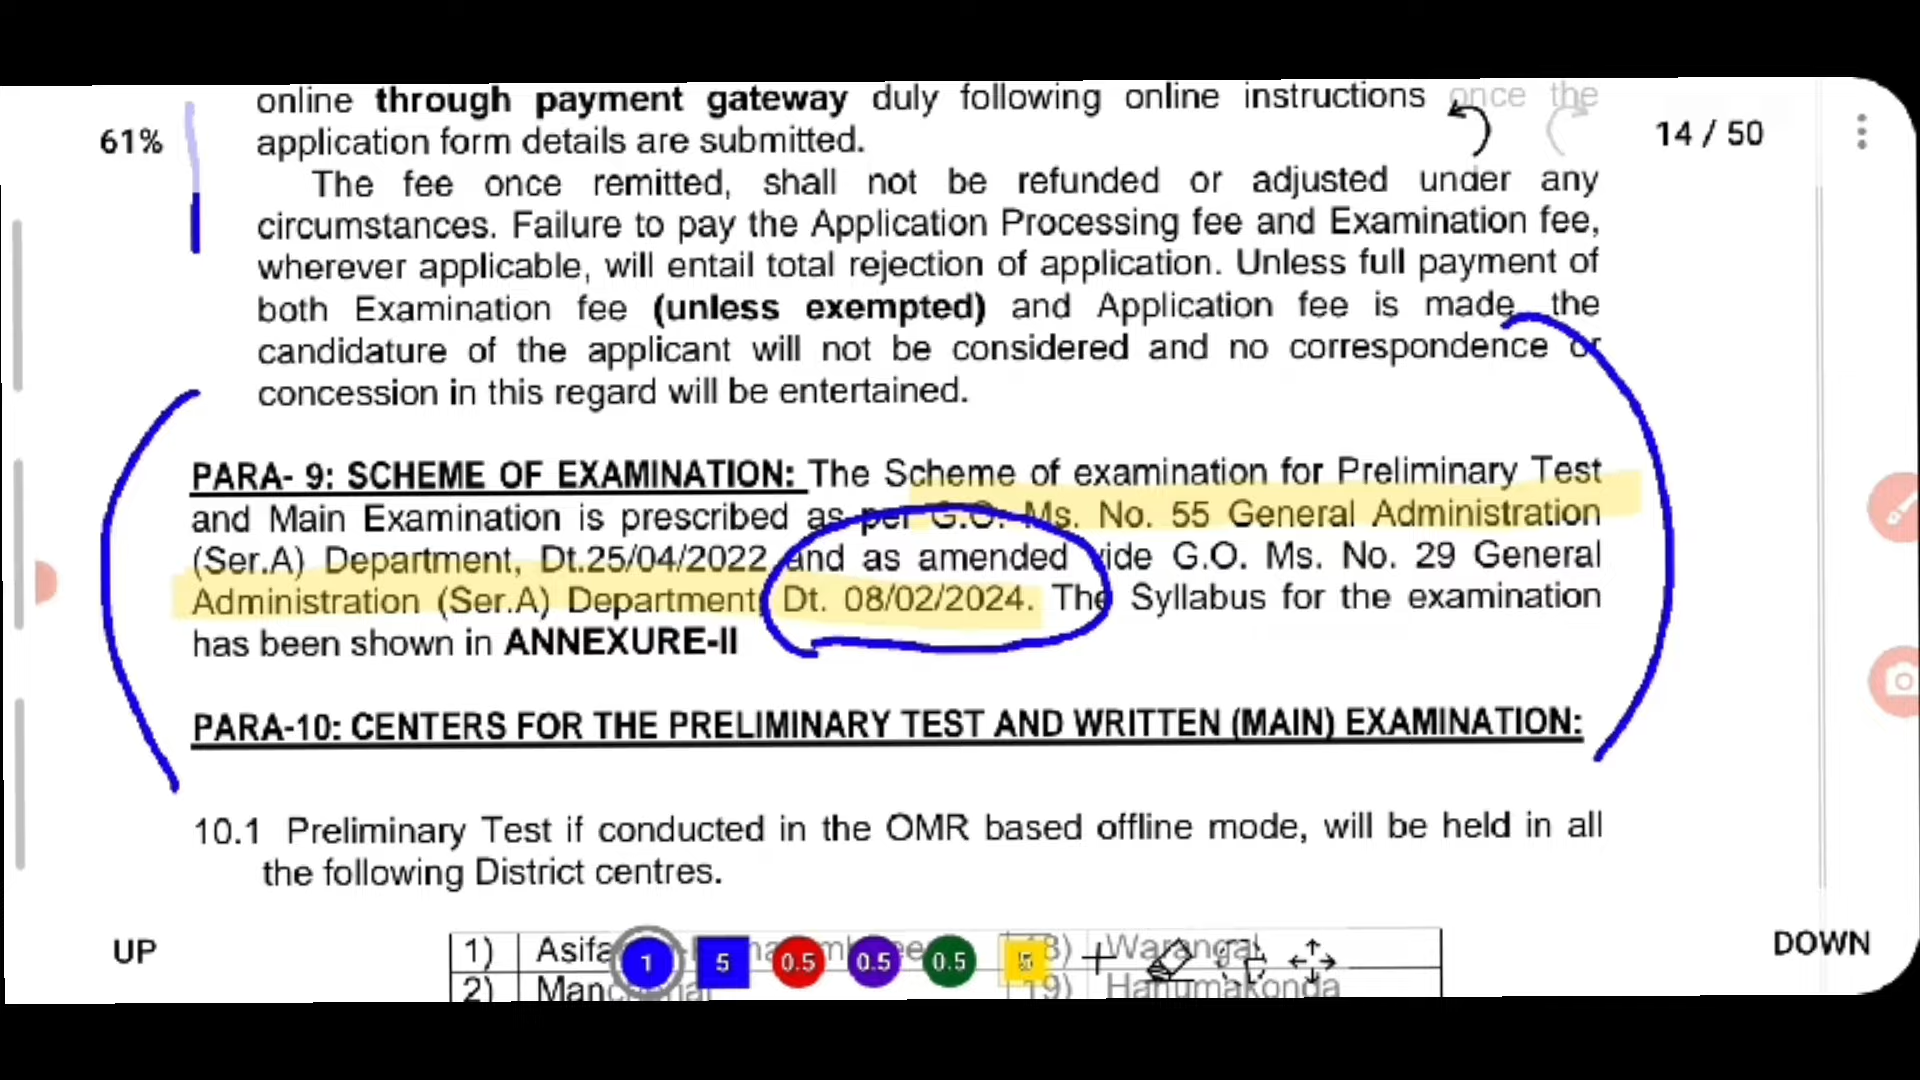 online through payment gateway duly following online instructions once the
61%
14 / 50
application form details are submitted.
The fee once remitted, shall not be refunded or adjusted under any
circumstances. Failure to pay the Application Processing fee and Examination fee,
wherever applicable, will entail total rejection of application. Unless full payment of
both Examination fee (unless exempted) and Application fee is made, the
candidature of the applicant will not be considered and no correspondence or
concession in this regard will be entertained.
PARA- 9: SCHEME OF EXAMINATION: The Scheme of examination for Preliminary Test
and Main Examination is prescribed as per G.O. Ms. No. 55 General Administration
(Ser.A) Department, Dt.25/04/2022 and as amended vide G.O. Ms. No. 29 General
Administration (Ser.A) Department, Dt. 08/02/2024. The Syllabus for the examination
has been shown in ANNEXURE-II
PARA-10: CENTERS FOR THE PRELIMINARY TEST AND WRITTEN (MAIN) EXAMINATION:
10.1 Preliminary Test if conducted in the OMR based offline mode, will be held in all
the following District centres.
UP
DOWN
1) 18) Warangal
1 5 0.5 0.5 0.5 5
2) 19) Hanumakonda